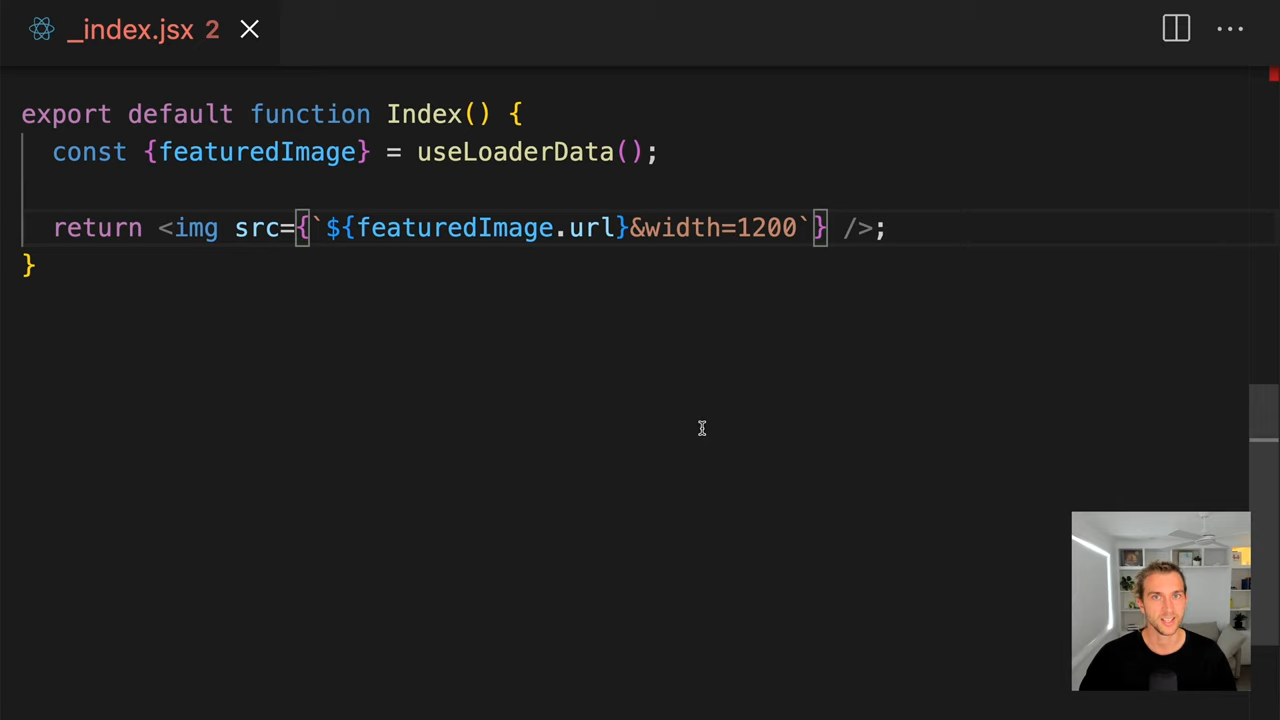 _index.jsx 2
export default function Index() {
const {featuredImage} = useLoaderData();
return <img src={`${featuredImage.url}&width=1200`} />;
}